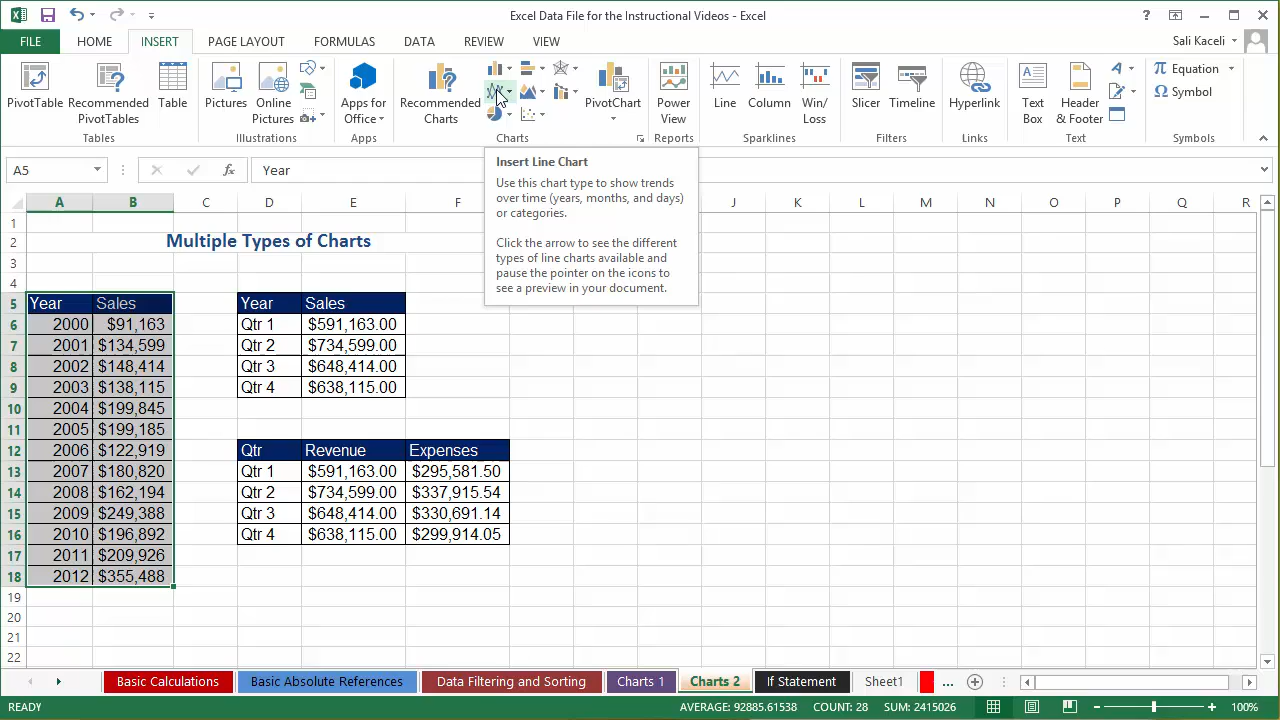 Excel Data File for the Instructional Videos - Excel
?
FILE HOME INSERT PAGE LAYOUT FORMULAS DATA REVIEW VIEW Sali Kaceli
PivotTable Recommended PivotTables Table
Pictures Online Pictures
Apps for Office
Recommended Charts
PivotChart
Power View
Line Column Win/Loss
Slicer Timeline
Hyperlink
Text Box Header & Footer
Equation
Symbol
Tables Illustrations Apps Charts Reports Sparklines Filters Links Text Symbols
A5 fx Year
Insert Line Chart
Use this chart type to show trends
over time (years, months, and days)
or categories.
Click the arrow to see the different
types of line charts available and
pause the pointer on the icons to
see a preview in your document.
A B C D E F J K L M N O P Q R
1
2 Multiple Types of Charts
3
4
5 Year Sales Year Sales
6 2000 $91,163 Qtr 1 $591,163.00
7 2001 $134,599 Qtr 2 $734,599.00
8 2002 $148,414 Qtr 3 $648,414.00
9 2003 $138,115 Qtr 4 $638,115.00
10 2004 $199,845
11 2005 $199,185
12 2006 $122,919 Qtr Revenue Expenses
13 2007 $180,820 Qtr 1 $591,163.00 $295,581.50
14 2008 $162,194 Qtr 2 $734,599.00 $337,915.54
15 2009 $249,388 Qtr 3 $648,414.00 $330,691.14
16 2010 $196,892 Qtr 4 $638,115.00 $299,914.05
17 2011 $209,926
18 2012 $355,488
19
20
21
22
Basic Calculations Basic Absolute References Data Filtering and Sorting Charts 1 Charts 2 If Statement Sheet1 ...
READY AVERAGE: 92885.61538 COUNT: 28 SUM: 2415026 100%